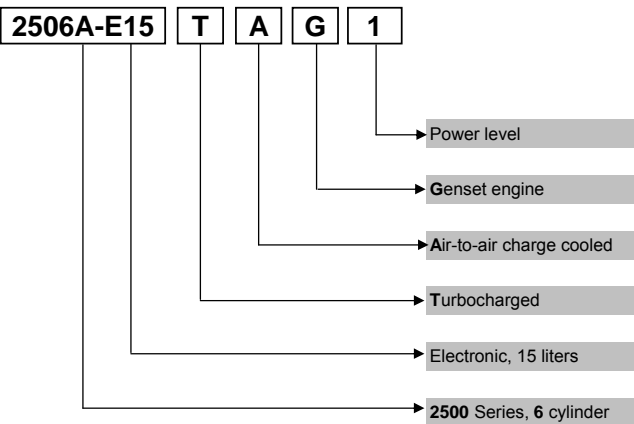 2506A-E15 T A G 1
Power level
Genset engine
Air-to-air charge cooled
Turbocharged
Electronic, 15 liters
2500 Series, 6 cylinder